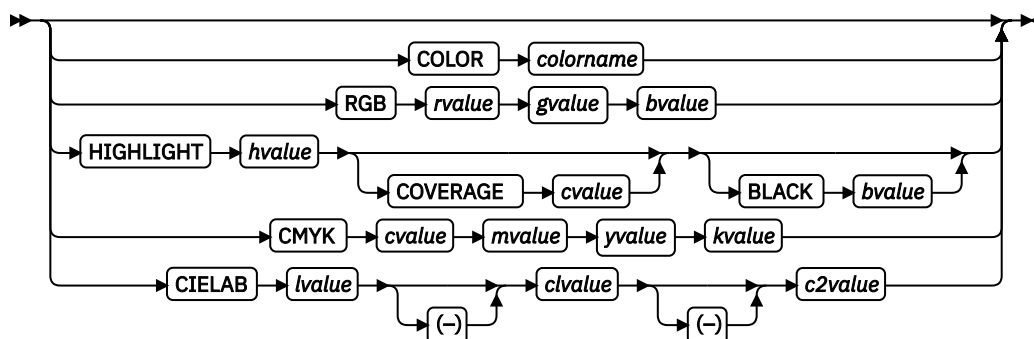 COLOR colorname
RGB rvalue gvalue bvalue
HIGHLIGHT hvalue
COVERAGE cvalue BLACK bvalue
CMYK cvalue mvalue yvalue kvalue
CIELAB lvalue clvalue c2value
(–) (–)